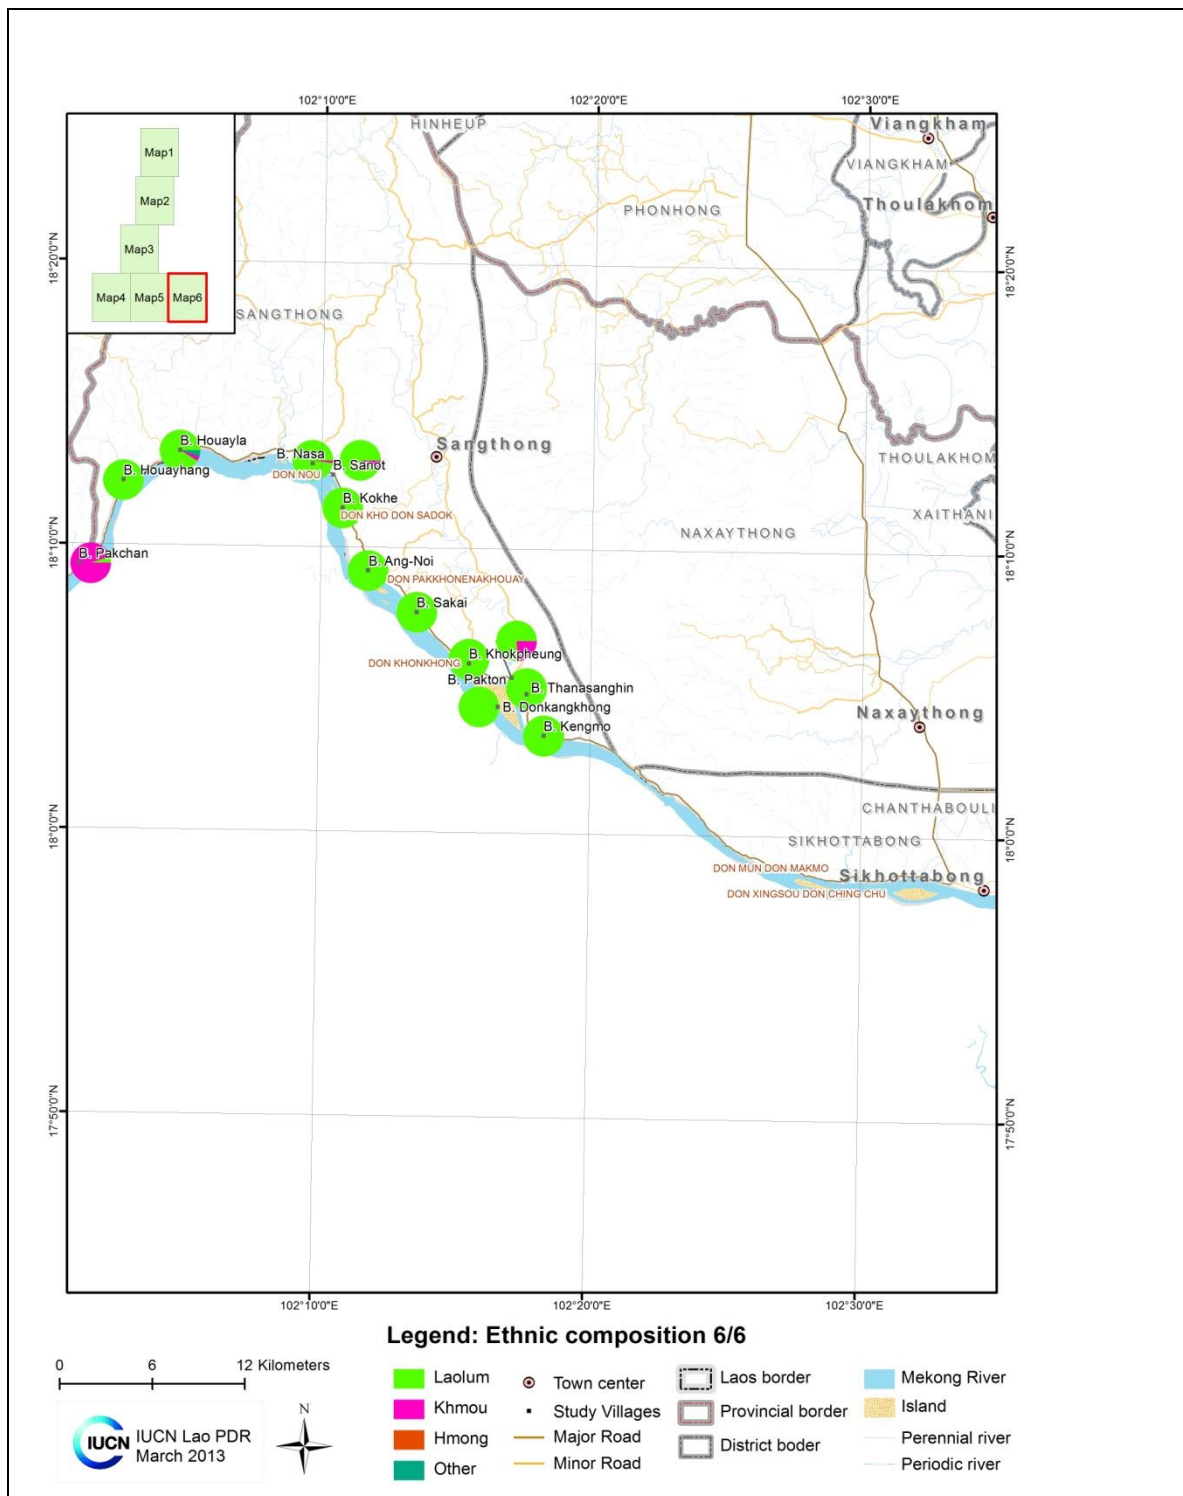 102°10'0"E
102°20'0"E
102°30'0"E
Map1
Map2
Map3
Map4
Map5
Map6
HINHEUP
Viangkham
VIANGKHAM
PHONHONG
Thoulakhom
18°20'0"N
18°20'0"N
SANGTHONG
B. Houayla
B. Nasa
Sangthong
B. Sanot
DON NOU
B. Houayhang
THOULAKHOM
B. Kokhe
DON KHO DON SADOK
XAITHANI
NAXAYTHONG
18°10'0"N
18°10'0"N
B. Pakchan
B. Ang-Noi
DON PAKKHONENAKHOUAY
B. Sakai
B. Khokpheung
DON KHONKHONG
B. Pakton
B. Thanasanghin
B. Donkangkhong
Naxaythong
B. Kengmo
CHANTHABOULI
18°0'0"N
18°0'0"N
SIKHOTTABONG
DON MUN DON MAKMO
Sikhottabong
DON XINGSOU DON CHING CHU
17°50'0"N
17°50'0"N
102°10'0"E
102°20'0"E
102°30'0"E
Legend: Ethnic composition 6/6
0 6 12 Kilometers
Laolum
Khmou
Hmong
Other
Town center
Study Villages
Major Road
Minor Road
Laos border
Provincial border
District boder
Mekong River
Island
Perennial river
Periodic river
IUCN
IUCN Lao PDR
March 2013
N